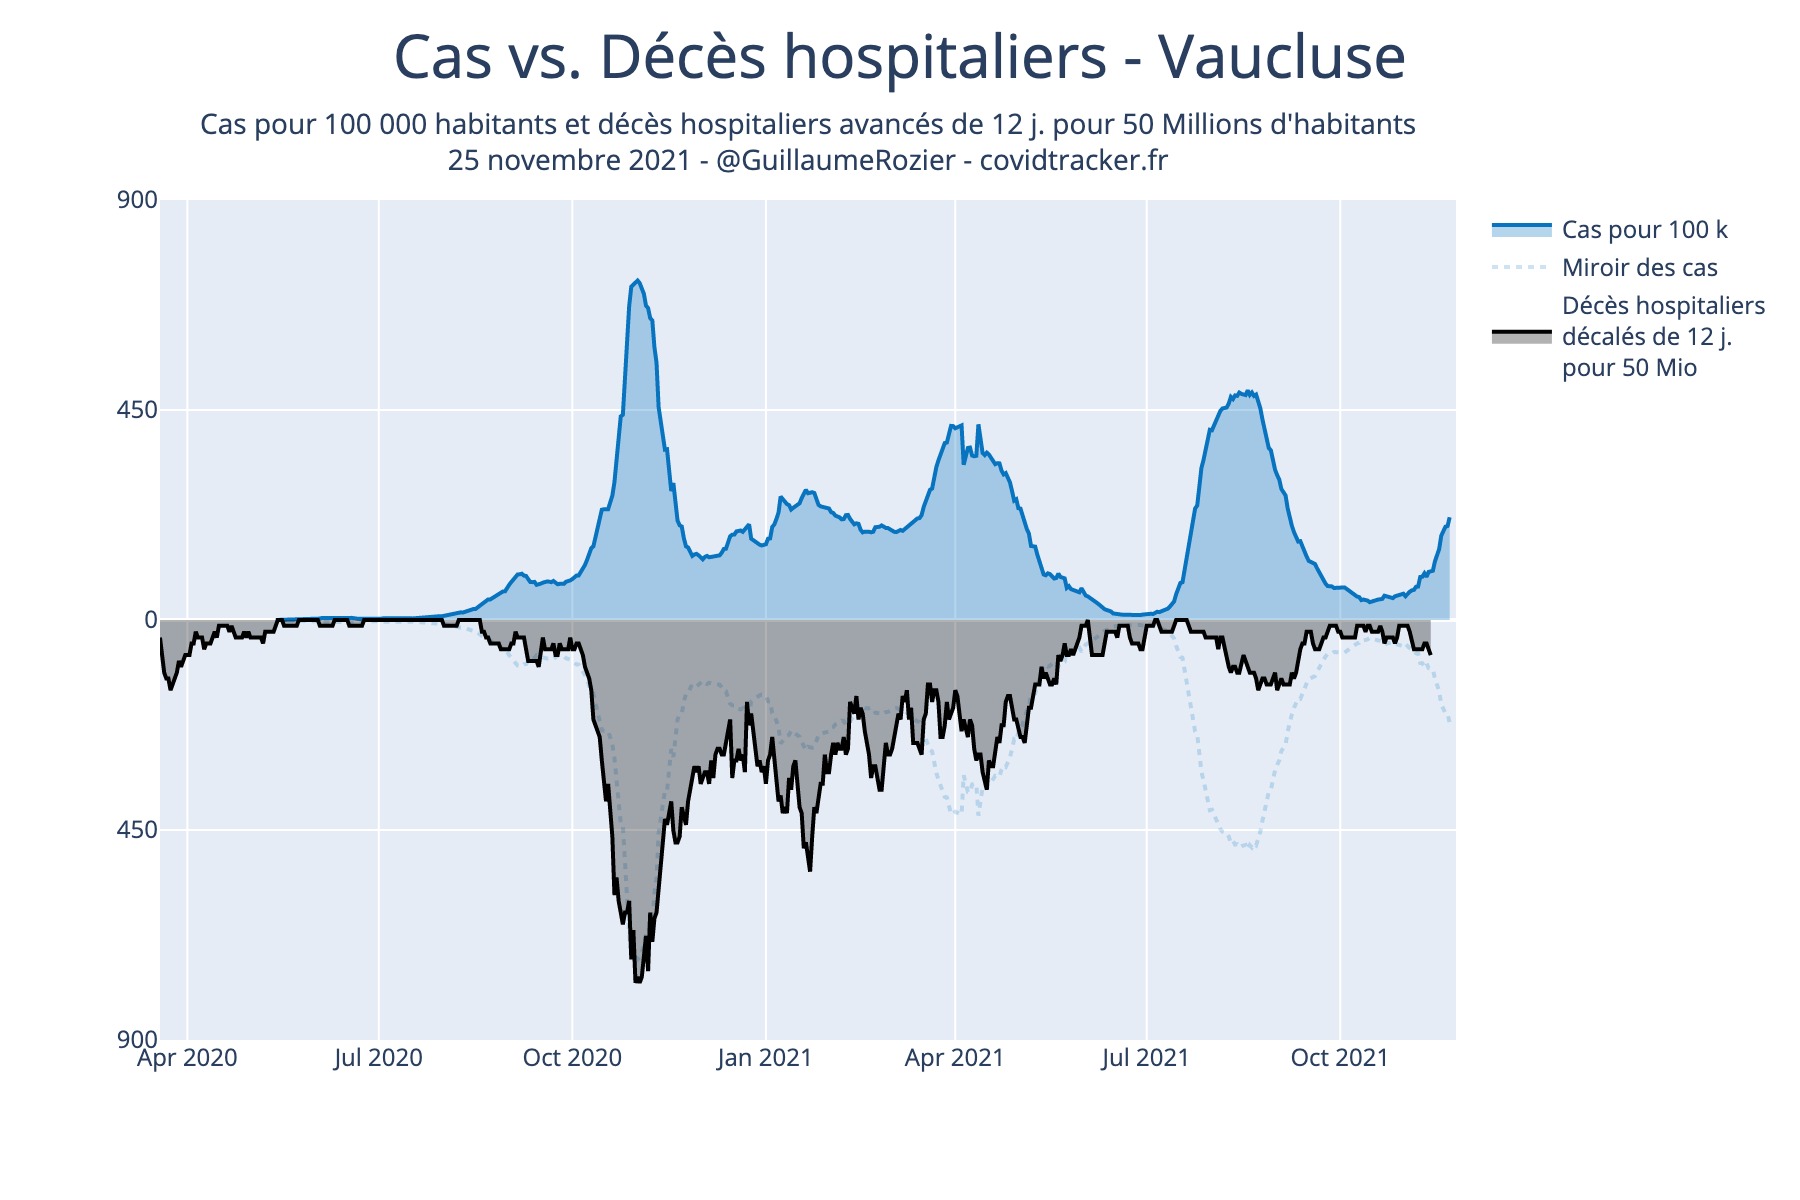 Cas vs. Décès hospitaliers - Vaucluse
Cas pour 100 000 habitants et décès hospitaliers avancés de 12 j. pour 50 Millions d'habitants
25 novembre 2021 - @GuillaumeRozier - covidtracker.fr
900
450
0
450
900
Apr 2020
Jul 2020
Oct 2020
Jan 2021
Apr 2021
Jul 2021
Oct 2021
Cas pour 100 k
Miroir des cas
Décès hospitaliers
décalés de 12 j.
pour 50 Mio